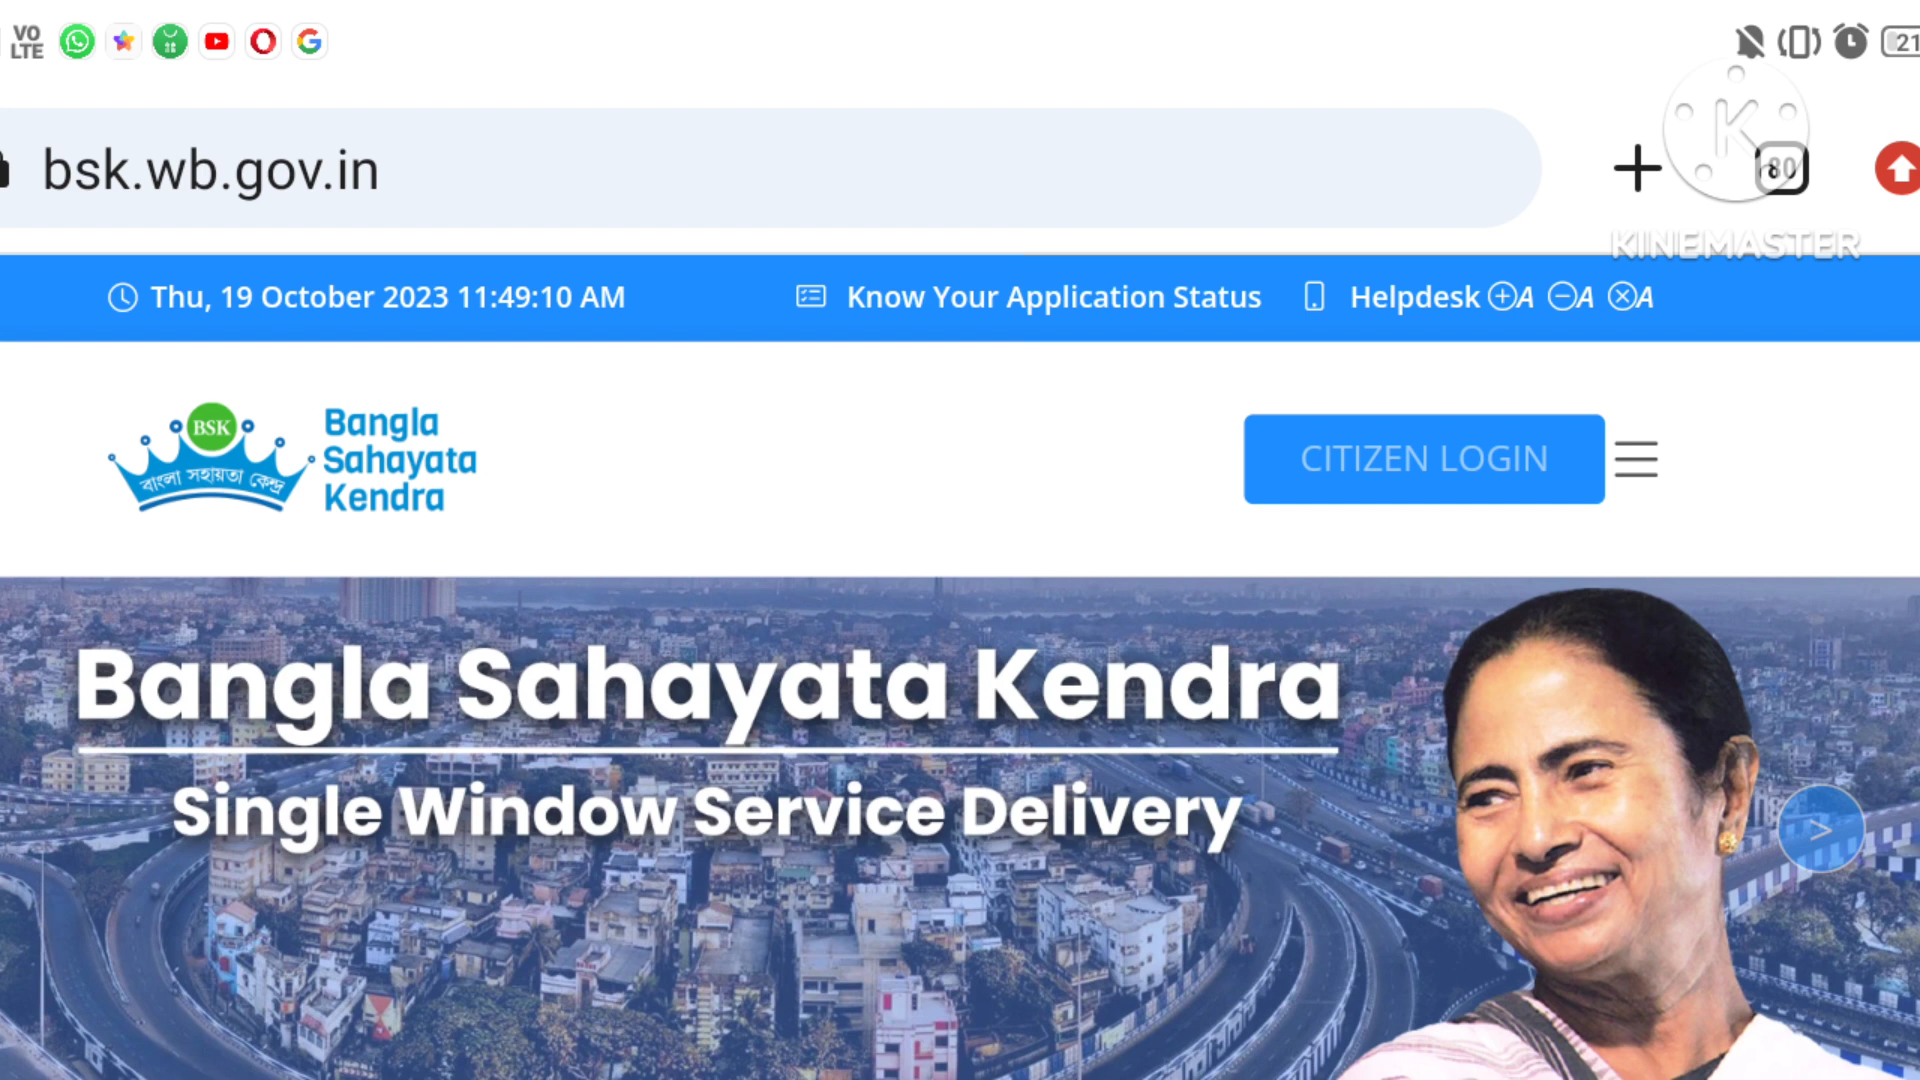 VO
LTE
21
bsk.wb.gov.in
80
K
KINEMASTER
Thu, 19 October 2023 11:49:10 AM
Know Your Application Status
Helpdesk +A -A ×A
BSK
বাংলা সহায়তা কেন্দ্র
Bangla
Sahayata
Kendra
CITIZEN LOGIN
Bangla Sahayata Kendra
Single Window Service Delivery
>